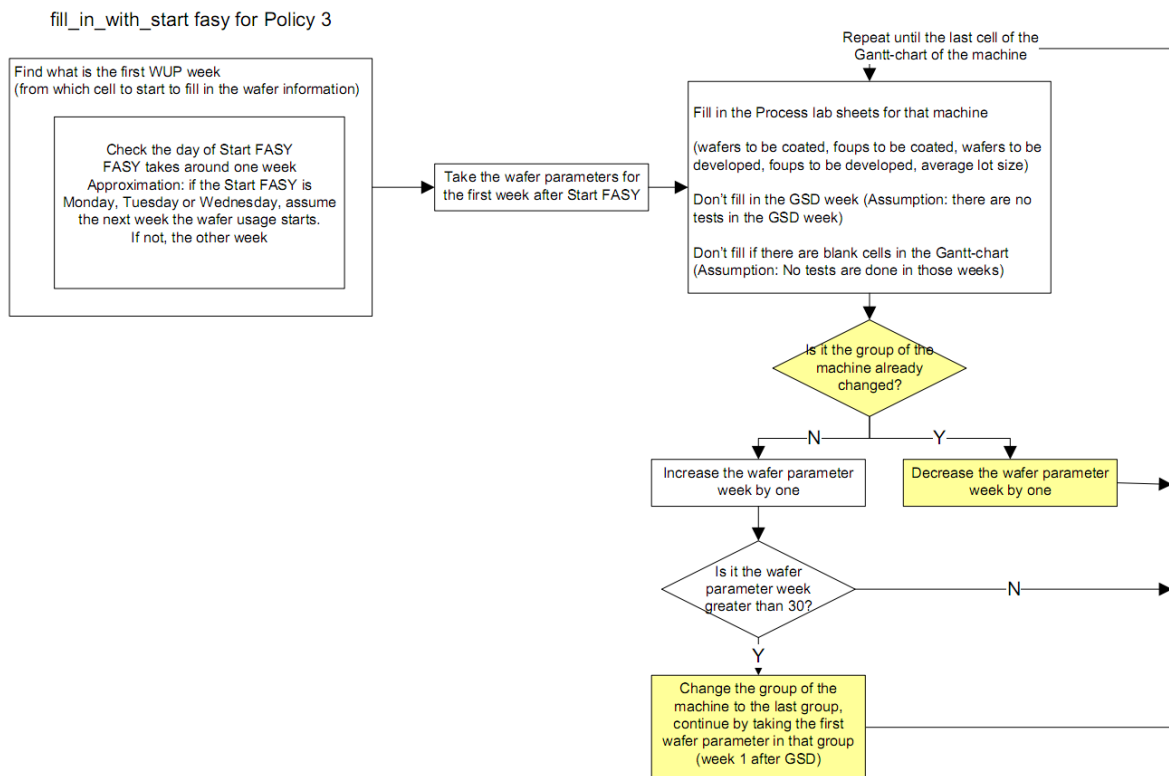 fill_in_with_start fasy for Policy 3
Repeat until the last cell of the
Gantt-chart of the machine
Find what is the first WUP week
(from which cell to start to fill in the wafer information)
Check the day of Start FASY
FASY takes around one week
Approximation: if the Start FASY is
Monday, Tuesday or Wednesday, assume
the next week the wafer usage starts.
If not, the other week
Take the wafer parameters for
the first week after Start FASY
Fill in the Process lab sheets for that machine
(wafers to be coated, foups to be coated, wafers to be
developed, foups to be developed, average lot size)
Don't fill in the GSD week (Assumption: there are no
tests in the GSD week)
Don't fill if there are blank cells in the Gantt-chart
(Assumption: No tests are done in those weeks)
Is it the group of the
machine already
changed?
N
Y
Increase the wafer parameter
week by one
Decrease the wafer parameter
week by one
Is it the wafer
parameter week
greater than 30?
N
Y
Change the group of the
machine to the last group,
continue by taking the first
wafer parameter in that group
(week 1 after GSD)